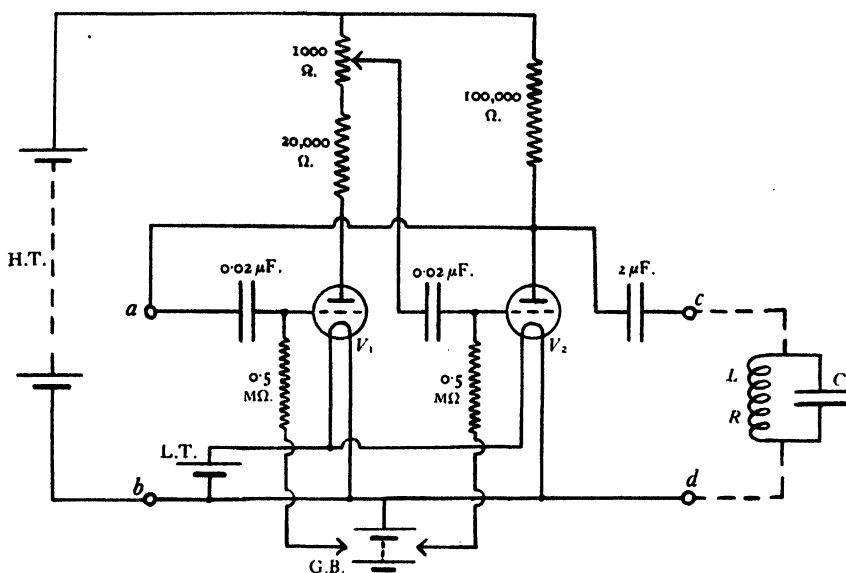 1000
Ω.
100,000
Ω.
20,000
Ω.
H.T.
0·02 μF.
0·02 μF.
2 μF.
a
c
V₁
V₂
0·5
MΩ.
0·5
MΩ
L
C
R
L.T.
b
d
G.B.